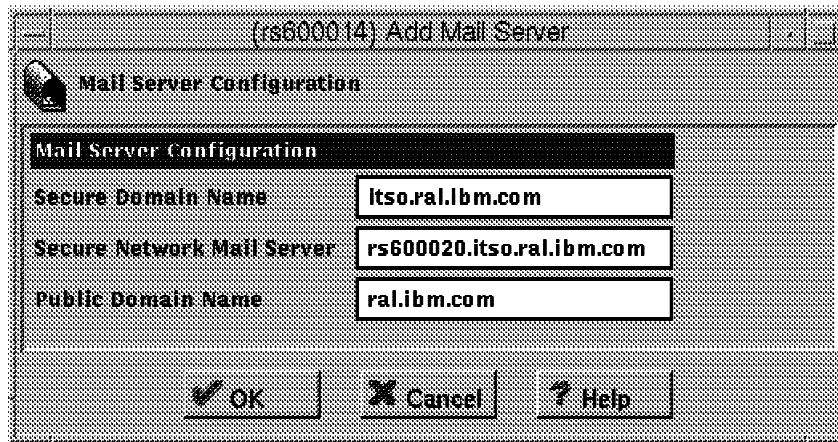 (rs600014) Add Mail Server
Mail Server Configuration
Mail Server Configuration
Secure Domain Name itso.ral.ibm.com
Secure Network Mail Server rs600020.itso.ral.ibm.com
Public Domain Name ral.ibm.com
OK Cancel Help